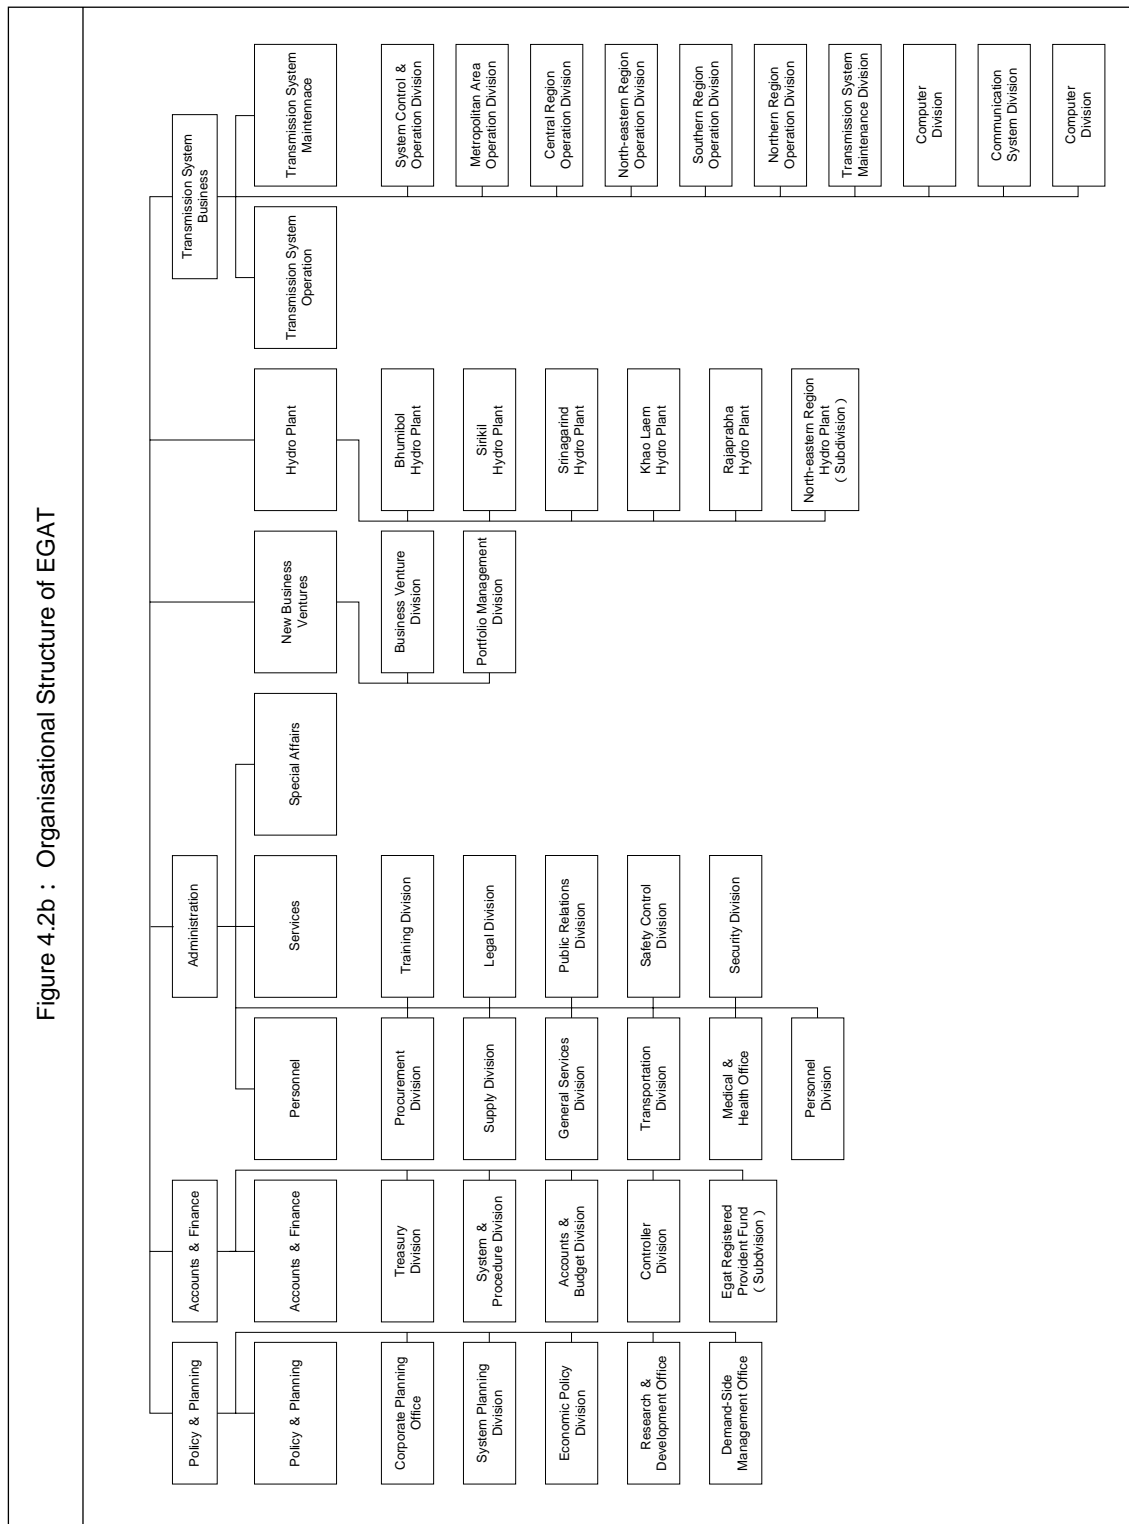 Figure 4.2b : Organisational Structure of EGAT
Policy & Planning
Policy & Planning
Corporate Planning
Office
System Planning
Division
Economic Policy
Division
Research &
Development Office
Demand-Side
Management Office
Accounts & Finance
Accounts & Finance
Treasury
Division
System &
Procedure Division
Accounts &
Budget Division
Controller
Division
Egat Registered
Provident Fund
( Subdvision )
Administration
Personnel
Services
Special Affairs
Procurement
Division
Supply Division
General Services
Division
Transportation
Division
Medical &
Health Office
Personnel
Division
Training Division
Legal Division
Public Relations
Division
Safety Control
Division
Security Division
New Business
Ventures
Business Venture
Division
Portfolio Management
Division
Hydro Plant
Bhumibol
Hydro Plant
Sirikil
Hydro Plant
Srinagarind
Hydro Plant
Khao Laem
Hydro Plant
Rajaprabha
Hydro Plant
North-eastern Region
Hydro Plant
( Subdivision )
Transmission System
Business
Transmission System
Operation
Transmission System
Maintennace
System Control &
Operation Division
Metropolitan Area
Operation Division
Central Region
Operation Division
North-eastern Region
Operation Division
Southern Region
Operation Division
Northern Region
Operation Division
Transmission System
Maintenance Division
Computer
Division
Communication
System Division
Computer
Division